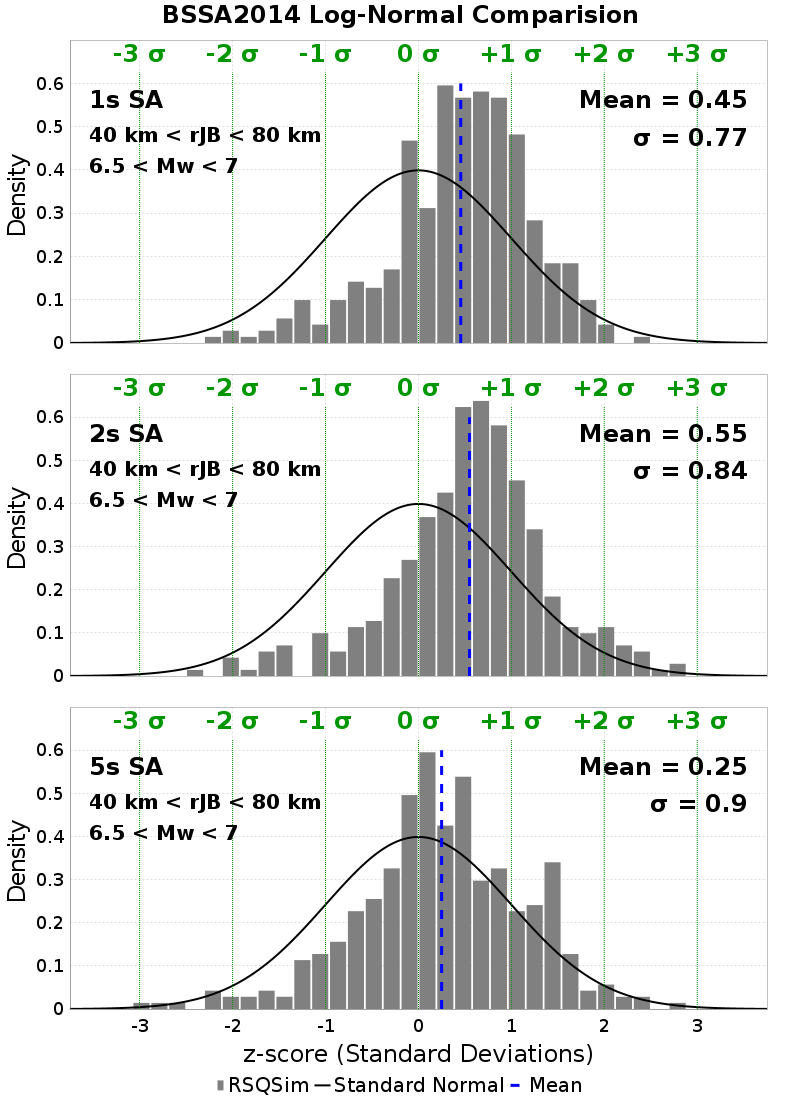 BSSA2014 Log-Normal Comparision
-3 σ -2 σ -1 σ 0 σ +1 σ +2 σ +3 σ
1s SA
40 km < rJB < 80 km
6.5 < Mw < 7
Mean = 0.45
σ = 0.77
Density
0.6
0.5
0.4
0.3
0.2
0.1
0
-3 σ -2 σ -1 σ 0 σ +1 σ +2 σ +3 σ
2s SA
40 km < rJB < 80 km
6.5 < Mw < 7
Mean = 0.55
σ = 0.84
Density
0.6
0.5
0.4
0.3
0.2
0.1
0
-3 σ -2 σ -1 σ 0 σ +1 σ +2 σ +3 σ
5s SA
40 km < rJB < 80 km
6.5 < Mw < 7
Mean = 0.25
σ = 0.9
Density
0.6
0.5
0.4
0.3
0.2
0.1
0
-3 -2 -1 0 1 2 3
z-score (Standard Deviations)
RSQSim Standard Normal Mean